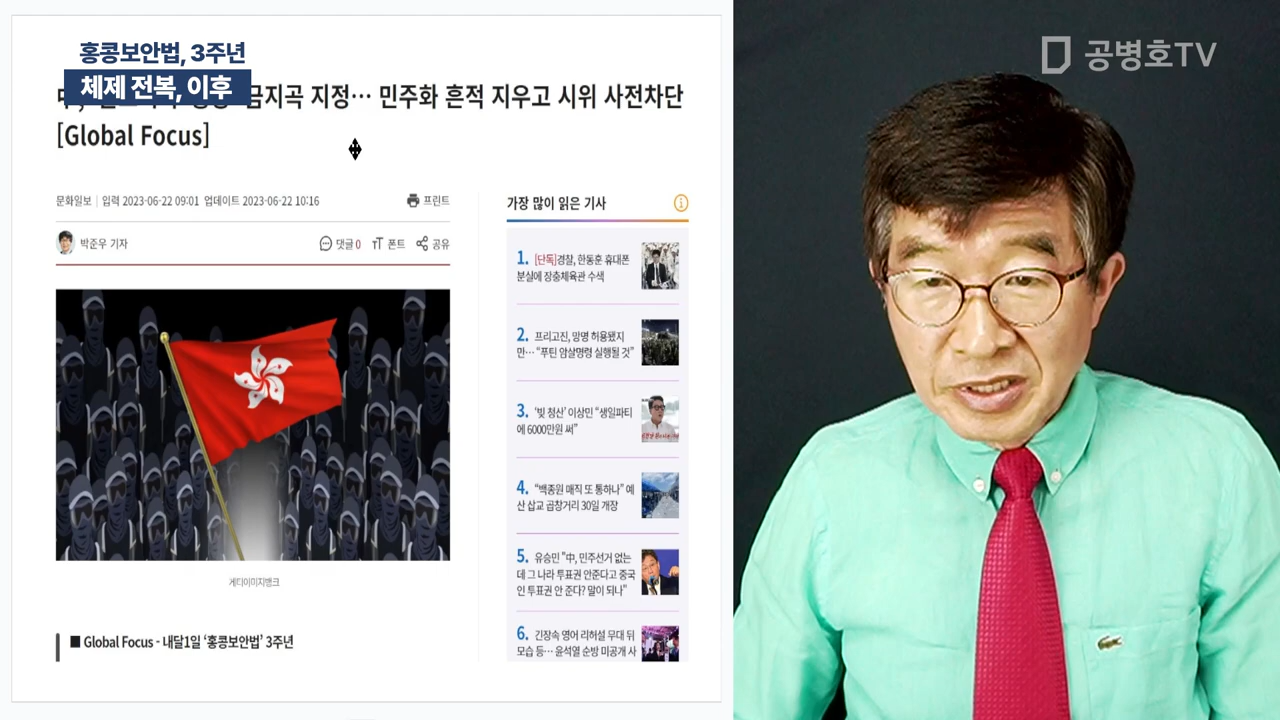 홍콩보안법, 3주년
체제 전복, 이후
금지곡 지정… 민주화 흔적 지우고 시위 사전차단
[Global Focus]
문화일보 | 입력 2023-06-22 09:01 업데이트 2023-06-22 10:16
프린트
박준우 기자
댓글 0 폰트 공유
게티이미지뱅크
■ Global Focus - 내달1일 ‘홍콩보안법’ 3주년
가장 많이 읽은 기사
1. [단독]경찰, 한동훈 휴대폰
분실에 장충체육관 수색
2. 프리고진, 망명 허용됐지
만… “푸틴 암살명령 실행될 것”
3. ‘빚 청산’ 이상민 “생일파티
에 6000만원 써”
4. “백종원 매직 또 통하나” 예
산 삽교 곱창거리 30일 개장
5. 유승민 "中, 민주선거 없는
데 그 나라 투표권 안준다고 중국
인 투표권 안 준다? 말이 되나"
6. 긴장속 영어 리허설 무대 뒤
모습 등… 윤석열 순방 미공개 사
공병호TV